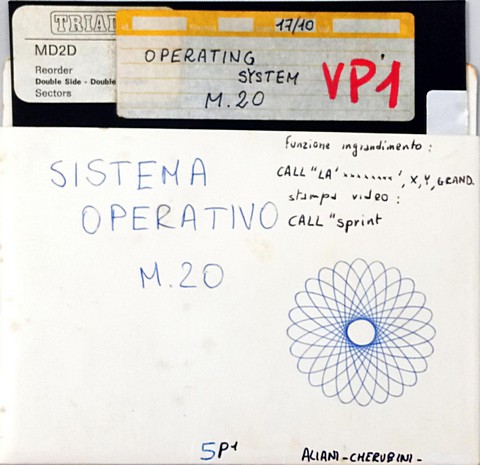 TRIAD
MD2D
Reorder
Double Side - Double
Sectors
17/10
OPERATING
SYSTEM
M.20
VP1
Funzione ingrandimento:
CALL "LA'........', X,Y, GRAND.
stampa video:
CALL "sprint
SISTEMA
OPERATIVO
M.20
5P1
ALIANI-CHERUBINI-